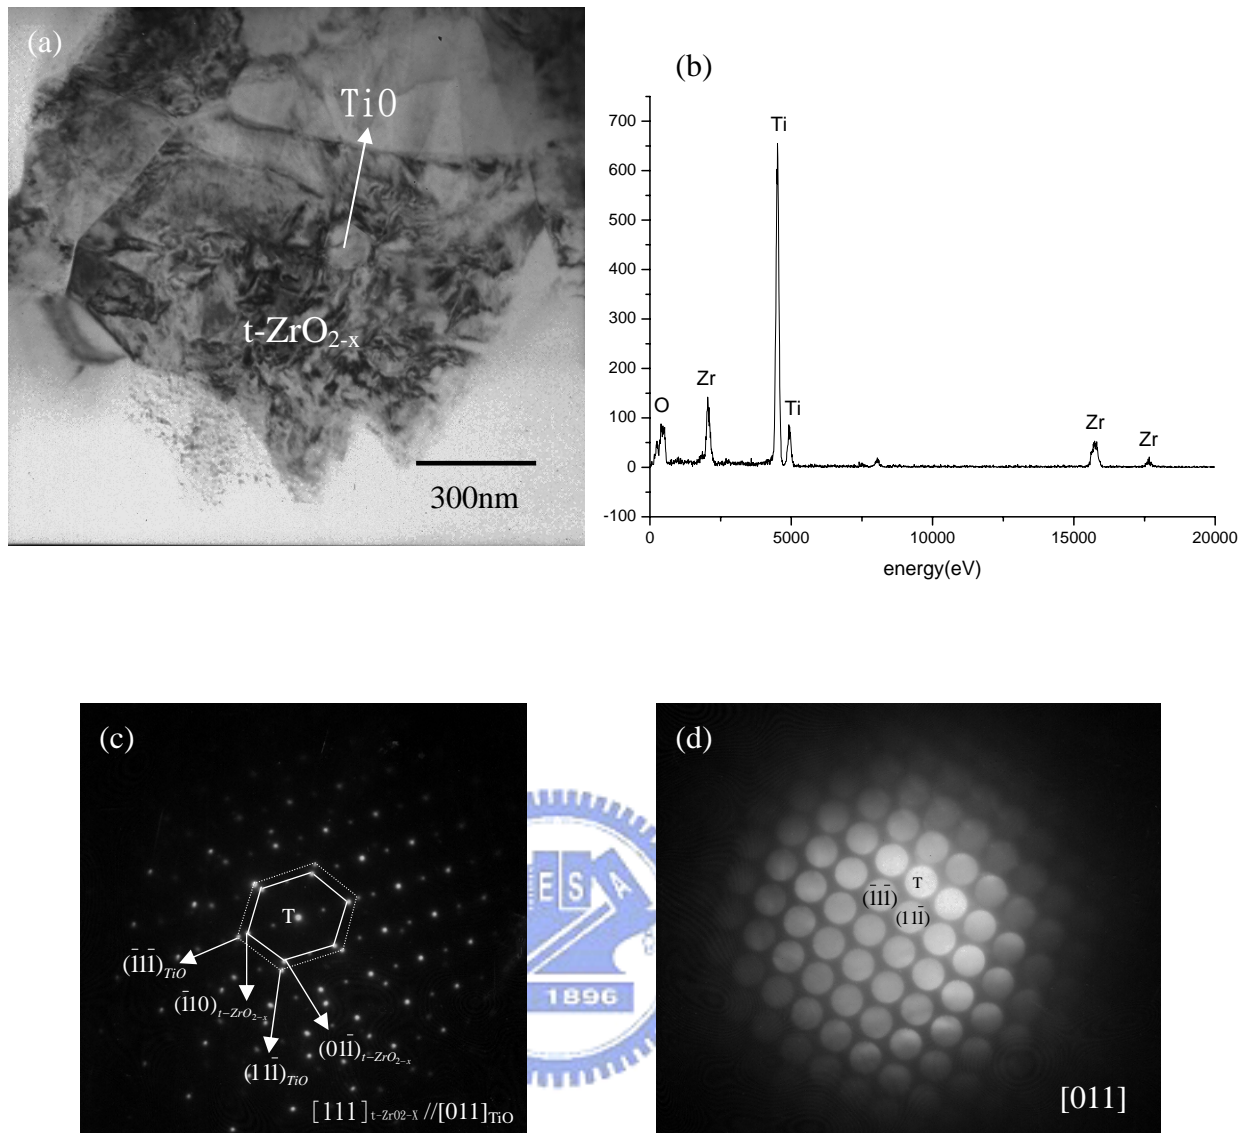 (a)
TiO
t-ZrO₂₋ₓ
300nm
(b)
700
600
500
400
300
200
100
0
-100
O
Zr
Ti
Ti
Zr
Zr
0
5000
10000
15000
20000
energy(eV)
(c)
T
(1̄11̄)TiO
(1̄10)t-ZrO₂₋ₓ
(11̄1̄)TiO
(011̄)t-ZrO₂₋ₓ
[111]t-ZrO2-X//[011]TiO
E S A
1896
(d)
T
(1̄11̄)
(111̄)
[011]